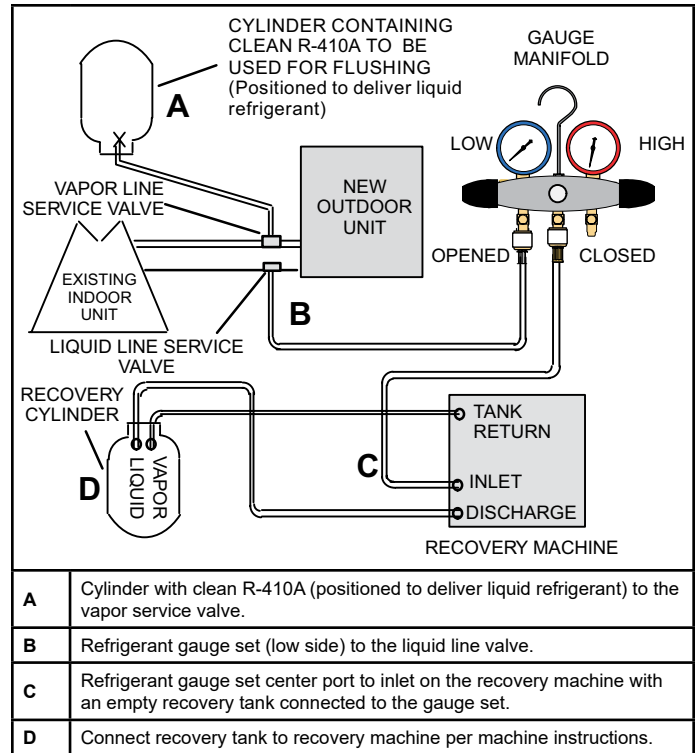 CYLINDER CONTAINING
CLEAN R-410A TO BE
USED FOR FLUSHING
(Positioned to deliver liquid
refrigerant)
A
GAUGE
MANIFOLD
LOW
HIGH
VAPOR LINE
SERVICE VALVE
NEW
OUTDOOR
UNIT
OPENED
CLOSED
EXISTING
INDOOR
UNIT
B
LIQUID LINE SERVICE
VALVE
RECOVERY
CYLINDER
TANK
RETURN
C
INLET
D
LIQUID
VAPOR
DISCHARGE
RECOVERY MACHINE
A Cylinder with clean R-410A (positioned to deliver liquid refrigerant) to the
vapor service valve.
B Refrigerant gauge set (low side) to the liquid line valve.
C Refrigerant gauge set center port to inlet on the recovery machine with
an empty recovery tank connected to the gauge set.
D Connect recovery tank to recovery machine per machine instructions.